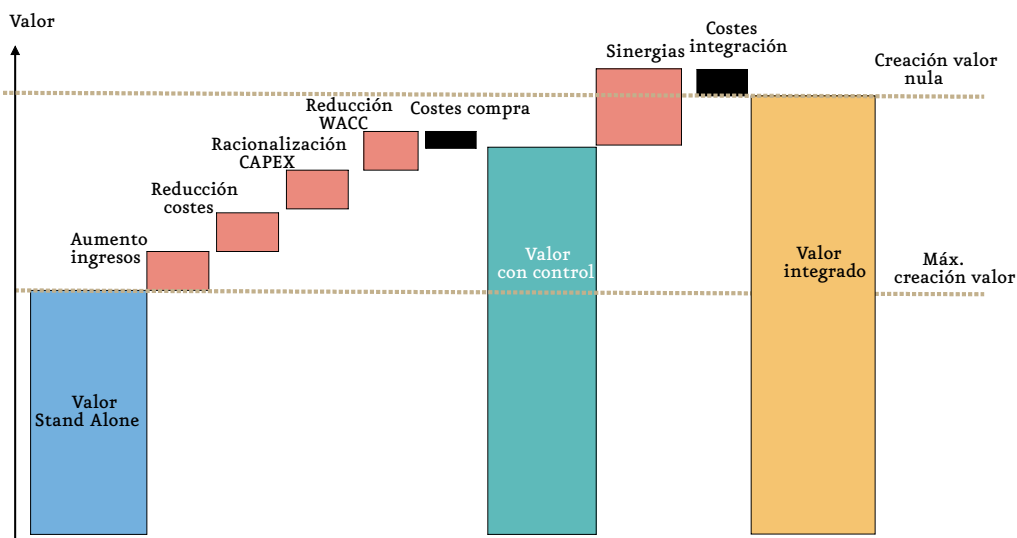 Valor
Aumento
ingresos
Reducción
costes
Racionalización
CAPEX
Reducción
WACC
Costes compra
Sinergias
Costes
integración
Creación valor
nula
Máx.
creación valor
Valor
Stand Alone
Valor
con control
Valor
integrado